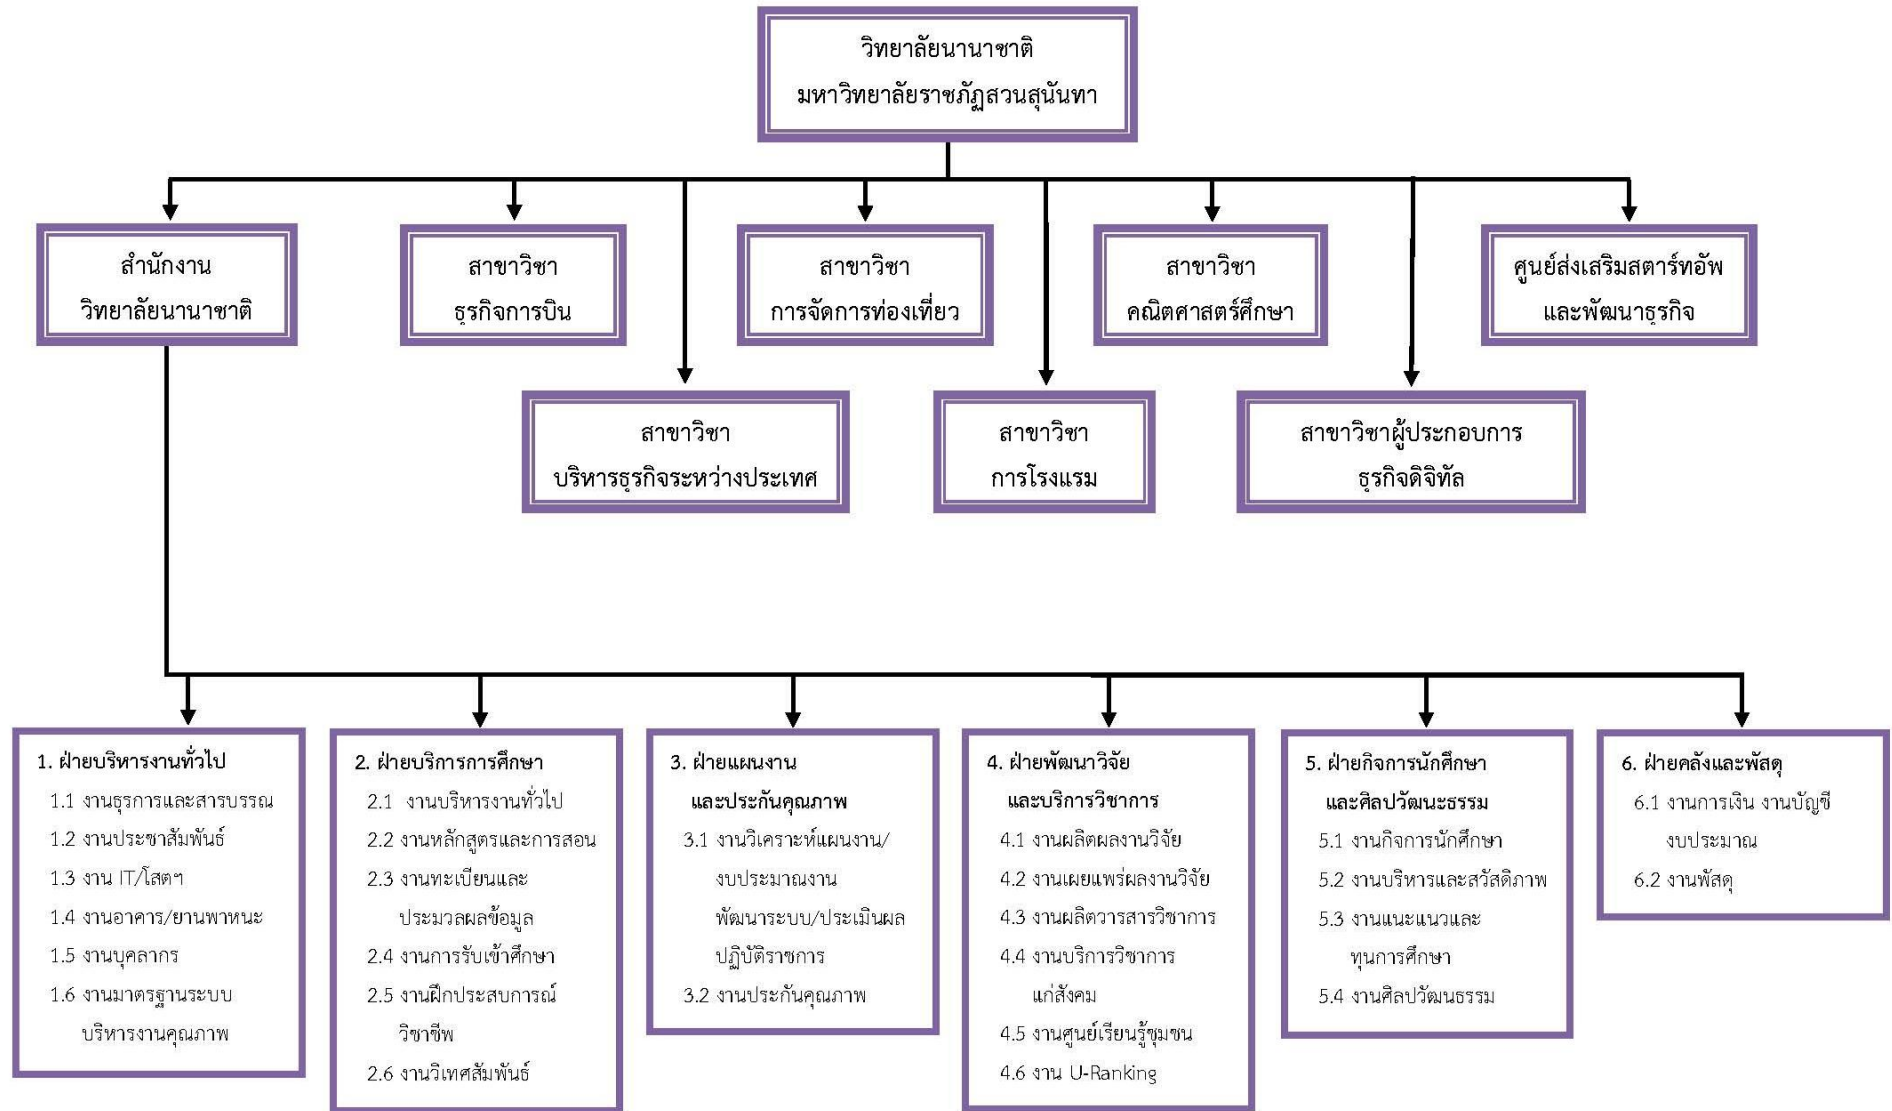 วิทยาลัยนานาชาติ
มหาวิทยาลัยราชภัฏสวนสุนันทา
สำนักงาน
วิทยาลัยนานาชาติ
สาขาวิชา
ธุรกิจการบิน
สาขาวิชา
การจัดการท่องเที่ยว
สาขาวิชา
คณิตศาสตร์ศึกษา
ศูนย์ส่งเสริมสตาร์ทอัพ
และพัฒนาธุรกิจ
สาขาวิชา
บริหารธุรกิจระหว่างประเทศ
สาขาวิชา
การโรงแรม
สาขาวิชาผู้ประกอบการ
ธุรกิจดิจิทัล
1. ฝ่ายบริหารงานทั่วไป
1.1 งานธุรการและสารบรรณ
1.2 งานประชาสัมพันธ์
1.3 งาน IT/โสตฯ
1.4 งานอาคาร/ยานพาหนะ
1.5 งานบุคลากร
1.6 งานมาตรฐานระบบ
บริหารงานคุณภาพ
2. ฝ่ายบริการการศึกษา
2.1 งานบริหารงานทั่วไป
2.2 งานหลักสูตรและการสอน
2.3 งานทะเบียนและ
ประมวลผลข้อมูล
2.4 งานการรับเข้าศึกษา
2.5 งานฝึกประสบการณ์
วิชาชีพ
2.6 งานวิเทศสัมพันธ์
3. ฝ่ายแผนงาน
และประกันคุณภาพ
3.1 งานวิเคราะห์แผนงาน/
งบประมาณงาน
พัฒนาระบบ/ประเมินผล
ปฏิบัติราชการ
3.2 งานประกันคุณภาพ
4. ฝ่ายพัฒนาวิจัย
และบริการวิชาการ
4.1 งานผลิตผลงานวิจัย
4.2 งานเผยแพร่ผลงานวิจัย
4.3 งานผลิตวารสารวิชาการ
4.4 งานบริการวิชาการ
แก่สังคม
4.5 งานศูนย์เรียนรู้ชุมชน
4.6 งาน U-Ranking
5. ฝ่ายกิจการนักศึกษา
และศิลปวัฒนะธรรม
5.1 งานกิจการนักศึกษา
5.2 งานบริหารและสวัสดิภาพ
5.3 งานแนะแนวและ
ทุนการศึกษา
5.4 งานศิลปวัฒนธรรม
6. ฝ่ายคลังและพัสดุ
6.1 งานการเงิน งานบัญชี
งบประมาณ
6.2 งานพัสดุ